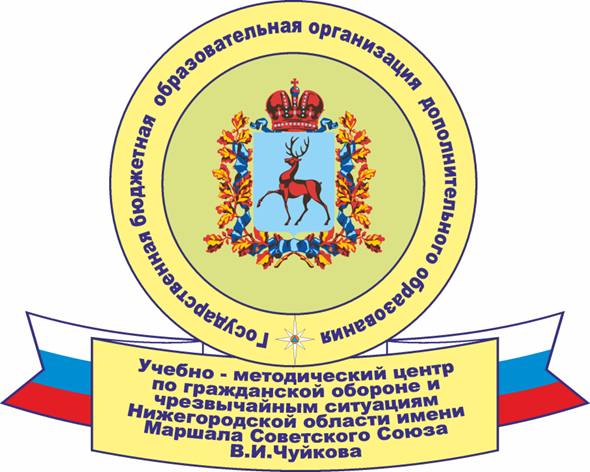 Государственная бюджетная образовательная организация дополнительного образования
Учебно - методический центр
по гражданской обороне и
чрезвычайным ситуациям
Нижегородской области имени
Маршала Советского Союза
В.И.Чуйкова